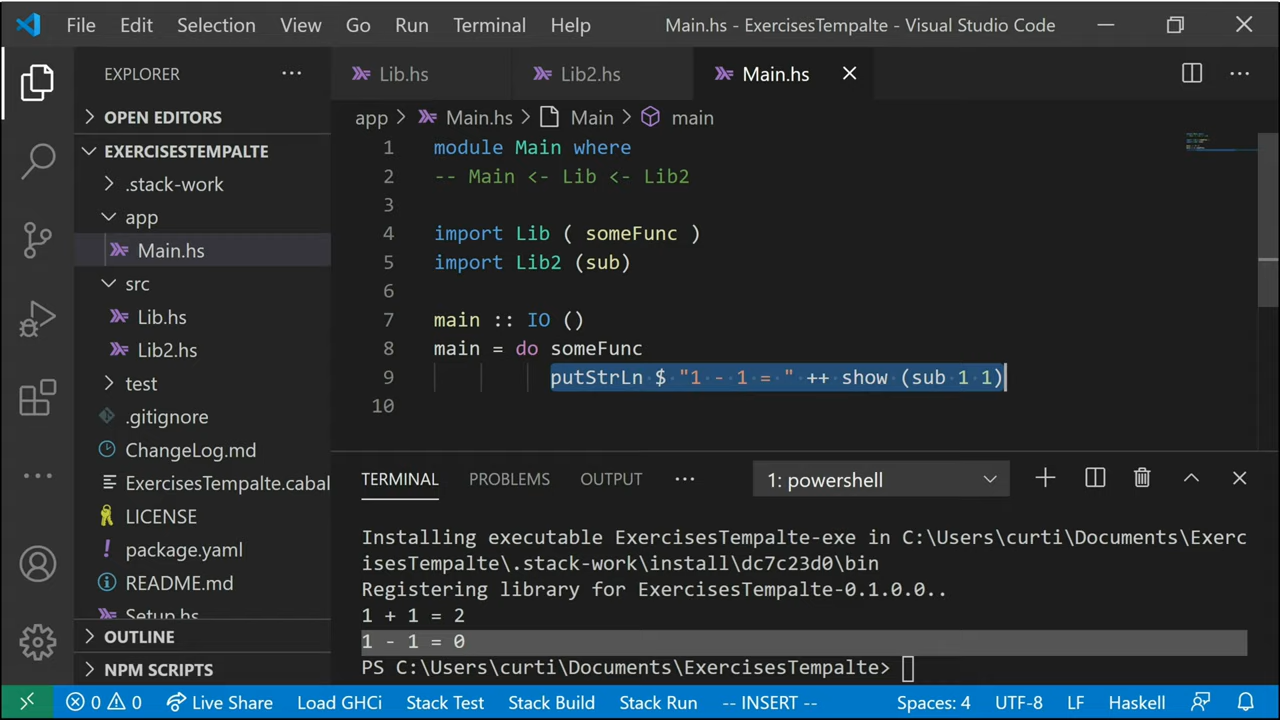 File Edit Selection View Go Run Terminal Help Main.hs - ExercisesTempalte - Visual Studio Code
EXPLORER
OPEN EDITORS
EXERCISESTEMPALTE
.stack-work
app
Main.hs
src
Lib.hs
Lib2.hs
test
.gitignore
ChangeLog.md
ExercisesTempalte.cabal
LICENSE
package.yaml
README.md
Setup.hs
OUTLINE
NPM SCRIPTS
Lib.hs Lib2.hs Main.hs
app > Main.hs > Main > main
1 module Main where
2 -- Main <- Lib <- Lib2
3
4 import Lib ( someFunc )
5 import Lib2 (sub)
6
7 main :: IO ()
8 main = do someFunc
9 putStrLn $ "1 - 1 = " ++ show (sub 1 1)
10
TERMINAL PROBLEMS OUTPUT 1: powershell
Installing executable ExercisesTempalte-exe in C:\Users\curti\Documents\Exerc
isesTempalte\.stack-work\install\dc7c23d0\bin
Registering library for ExercisesTempalte-0.1.0.0..
1 + 1 = 2
1 - 1 = 0
PS C:\Users\curti\Documents\ExercisesTempalte>
0 0 Live Share Load GHCi Stack Test Stack Build Stack Run -- INSERT -- Spaces: 4 UTF-8 LF Haskell